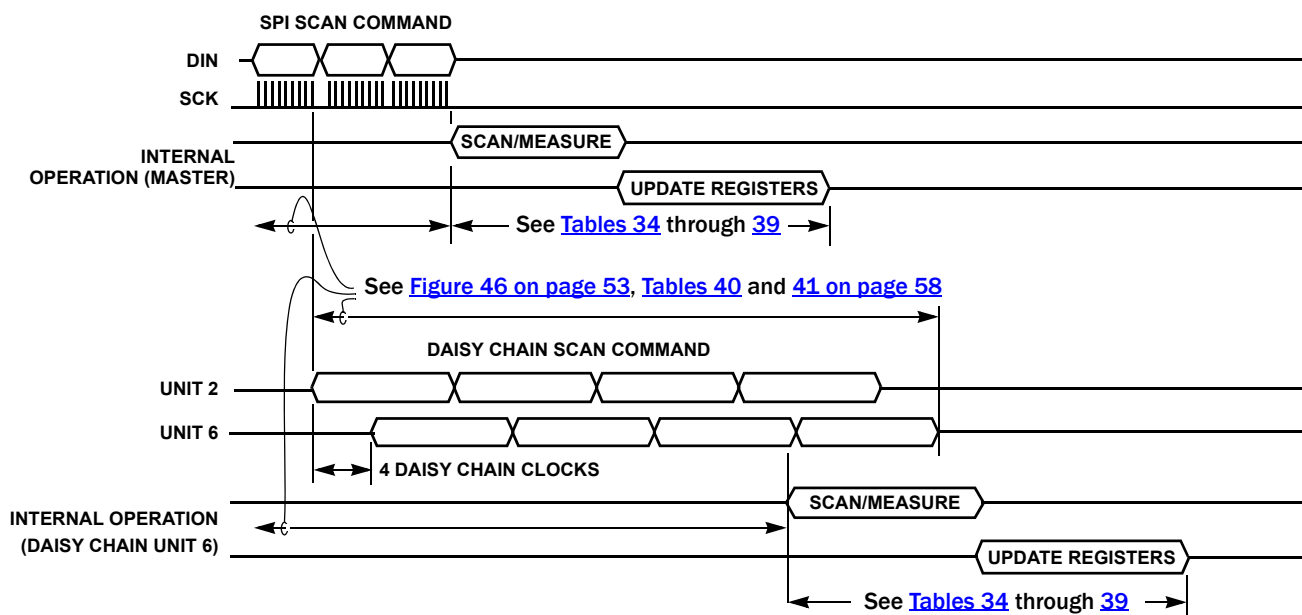 SPI SCAN COMMAND
DIN
SCK
SCAN/MEASURE
INTERNAL
OPERATION (MASTER)
UPDATE REGISTERS
See Tables 34 through 39
See Figure 46 on page 53, Tables 40 and 41 on page 58
DAISY CHAIN SCAN COMMAND
UNIT 2
UNIT 6
4 DAISY CHAIN CLOCKS
SCAN/MEASURE
INTERNAL OPERATION
(DAISY CHAIN UNIT 6)
UPDATE REGISTERS
See Tables 34 through 39